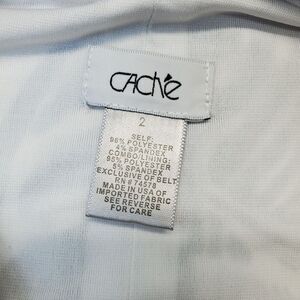 CAChé
2
SELF:
96% POLYESTER
4% SPANDEX
COMBO/LINING:
95% POLYESTER
5% SPANDEX
EXCLUSIVE OF BELT
RN # 74578
MADE IN USA OF
IMPORTED FABRIC
SEE REVERSE
FOR CARE